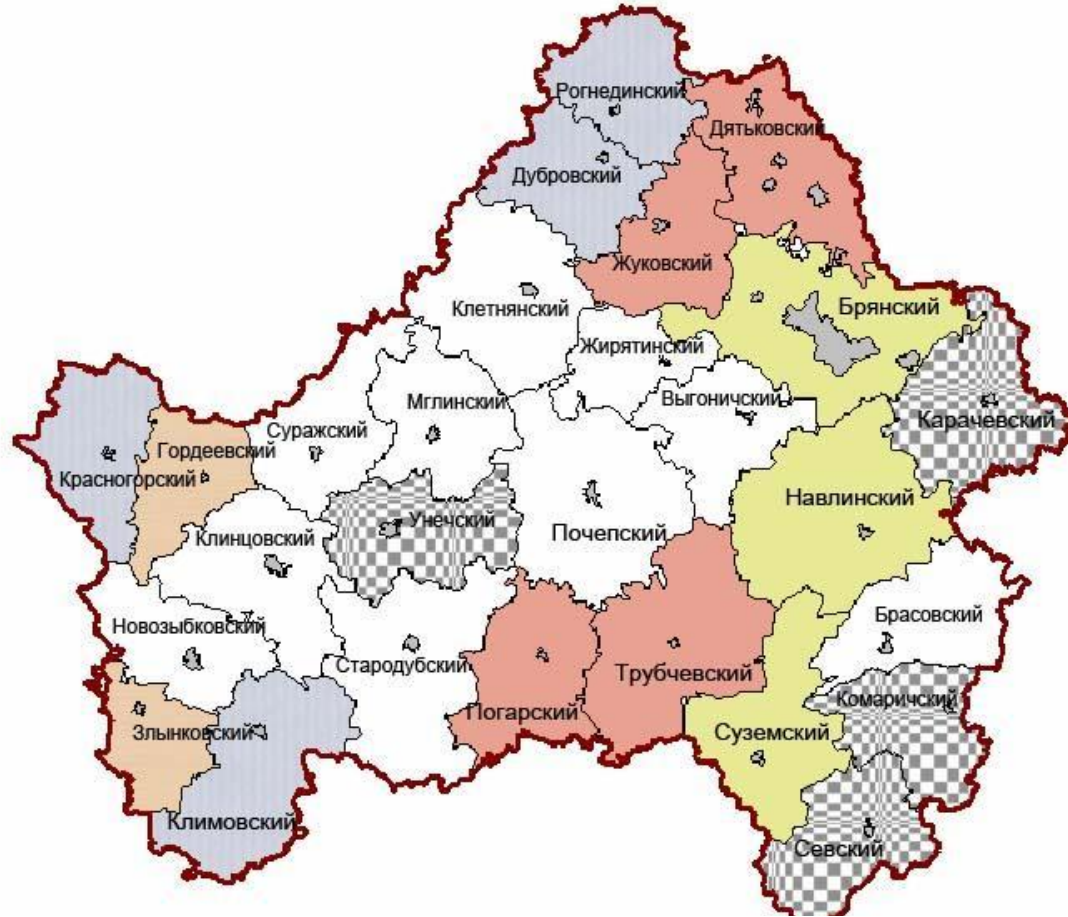 Рогнединский
Дятьковский
Дубровский
Жуковский
Клетнянский
Брянский
Жирятинский
Выгоничский
Мглинский
Карачевский
Суражский
Гордеевский
Красногорский
Навлинский
Унечский
Почепский
Клинцовский
Брасовский
Новозыбковский
Стародубский
Трубчевский
Комаричский
Погарский
Злынковский
Суземский
Климовский
Севский